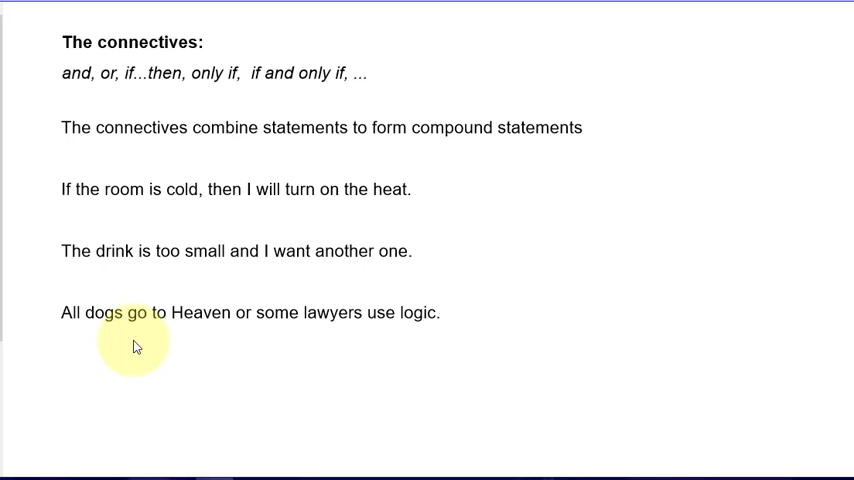 The connectives:
and, or, if...then, only if,  if and only if, ...
The connectives combine statements to form compound statements
If the room is cold, then I will turn on the heat.
The drink is too small and I want another one.
All dogs go to Heaven or some lawyers use logic.